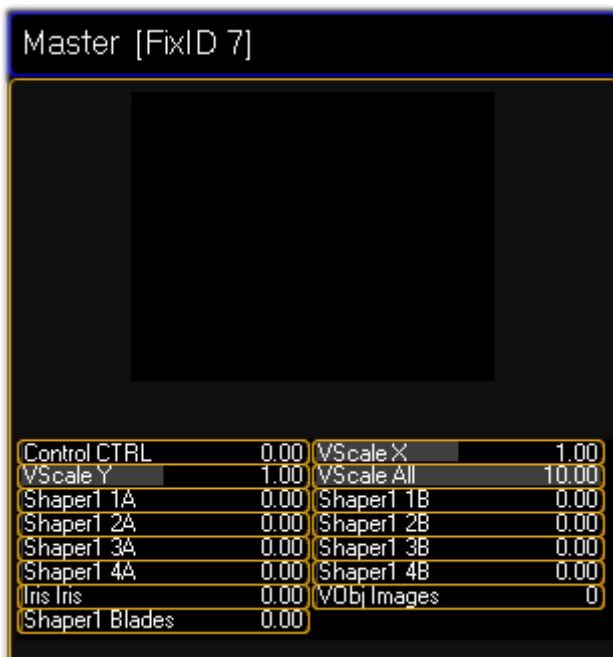 Master [FixID 7]
Control CTRL 0.00 VScale X 1.00
VScale Y 1.00 VScale All 10.00
Shaper1 1A 0.00 Shaper1 1B 0.00
Shaper1 2A 0.00 Shaper1 2B 0.00
Shaper1 3A 0.00 Shaper1 3B 0.00
Shaper1 4A 0.00 Shaper1 4B 0.00
Iris Iris 0.00 VObj Images 0
Shaper1 Blades 0.00